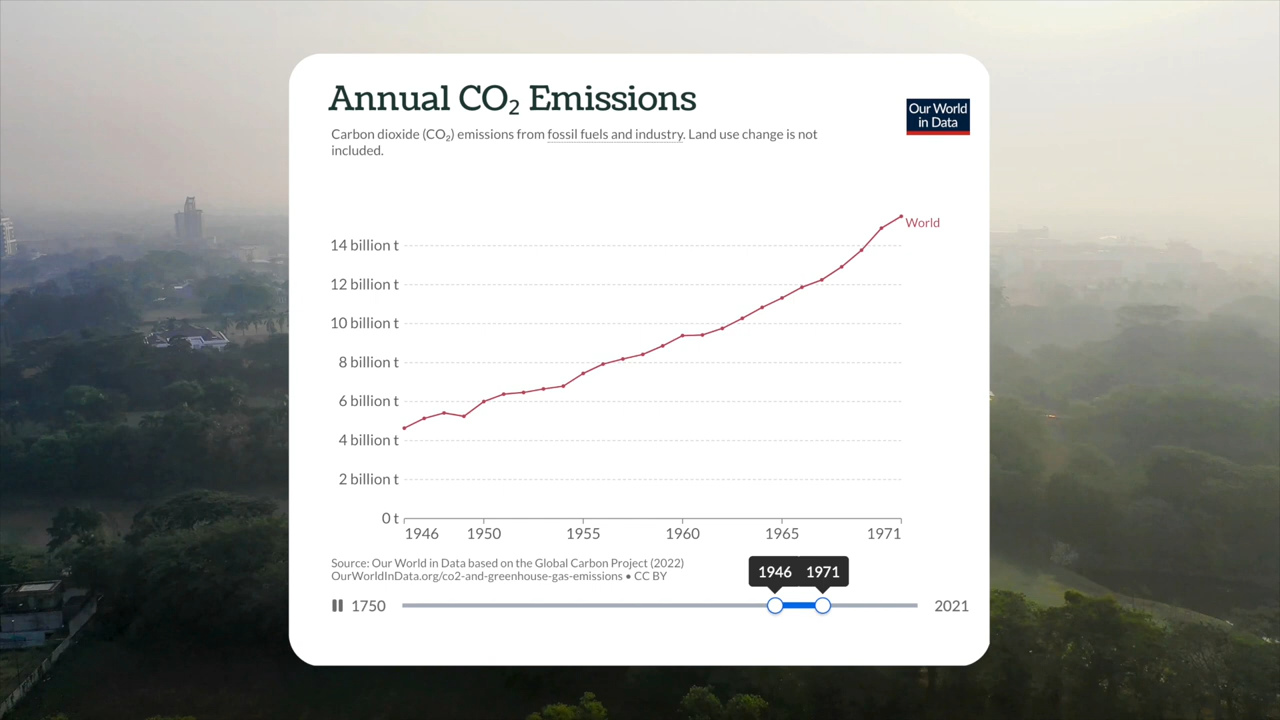 Annual CO₂ Emissions
Our World
in Data
Carbon dioxide (CO₂) emissions from fossil fuels and industry. Land use change is not
included.
World
14 billion t
12 billion t
10 billion t
8 billion t
6 billion t
4 billion t
2 billion t
0 t
1946 1950 1955 1960 1965 1971
Source: Our World in Data based on the Global Carbon Project (2022)
OurWorldInData.org/co2-and-greenhouse-gas-emissions • CC BY
1946 1971
1750 2021